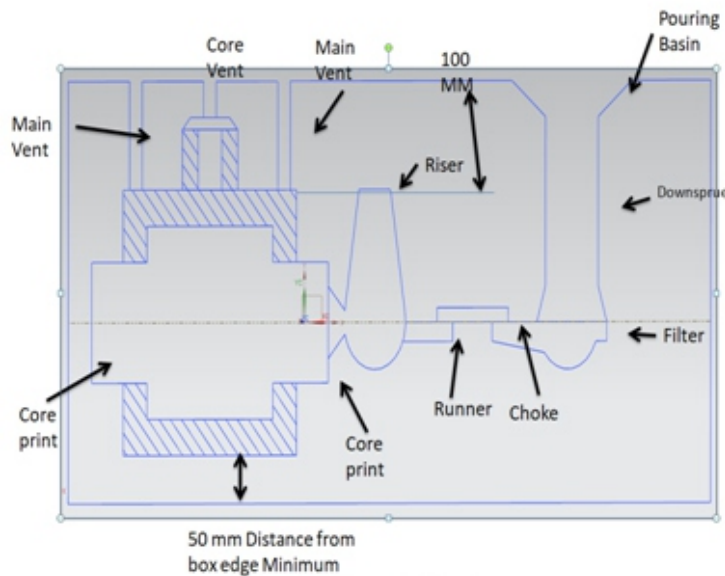 Pouring
Basin
Core
Vent
Main
Vent
100
MM
Main
Vent
Riser
Downsprue
Filter
Core
print
Runner
Choke
Core
print
50 mm Distance from
box edge Minimum